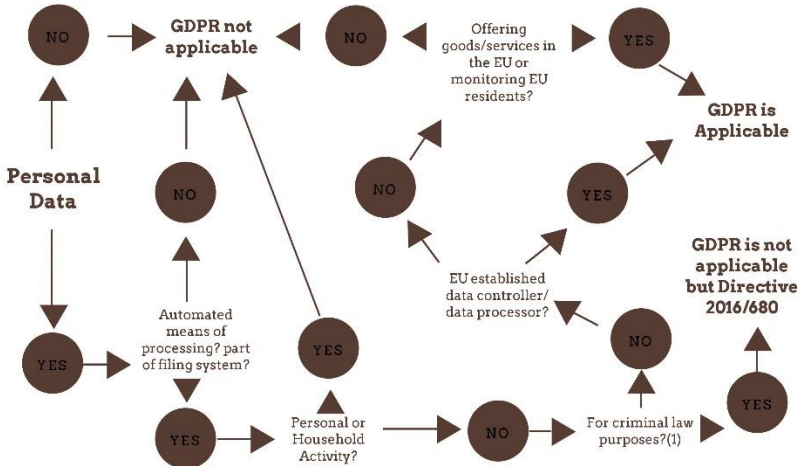 NO
GDPR not
applicable
NO
Offering
goods/services in
the EU or
monitoring EU
residents?
YES
GDPR is
Applicable
Personal
Data
NO
NO
YES
EU established
data controller/
data processor?
GDPR is not
applicable
but Directive
2016/680
YES
Automated
means of
processing? part
of filing system?
YES
NO
YES
Personal or
Household
Activity?
NO
For criminal law
purposes?(1)
YES